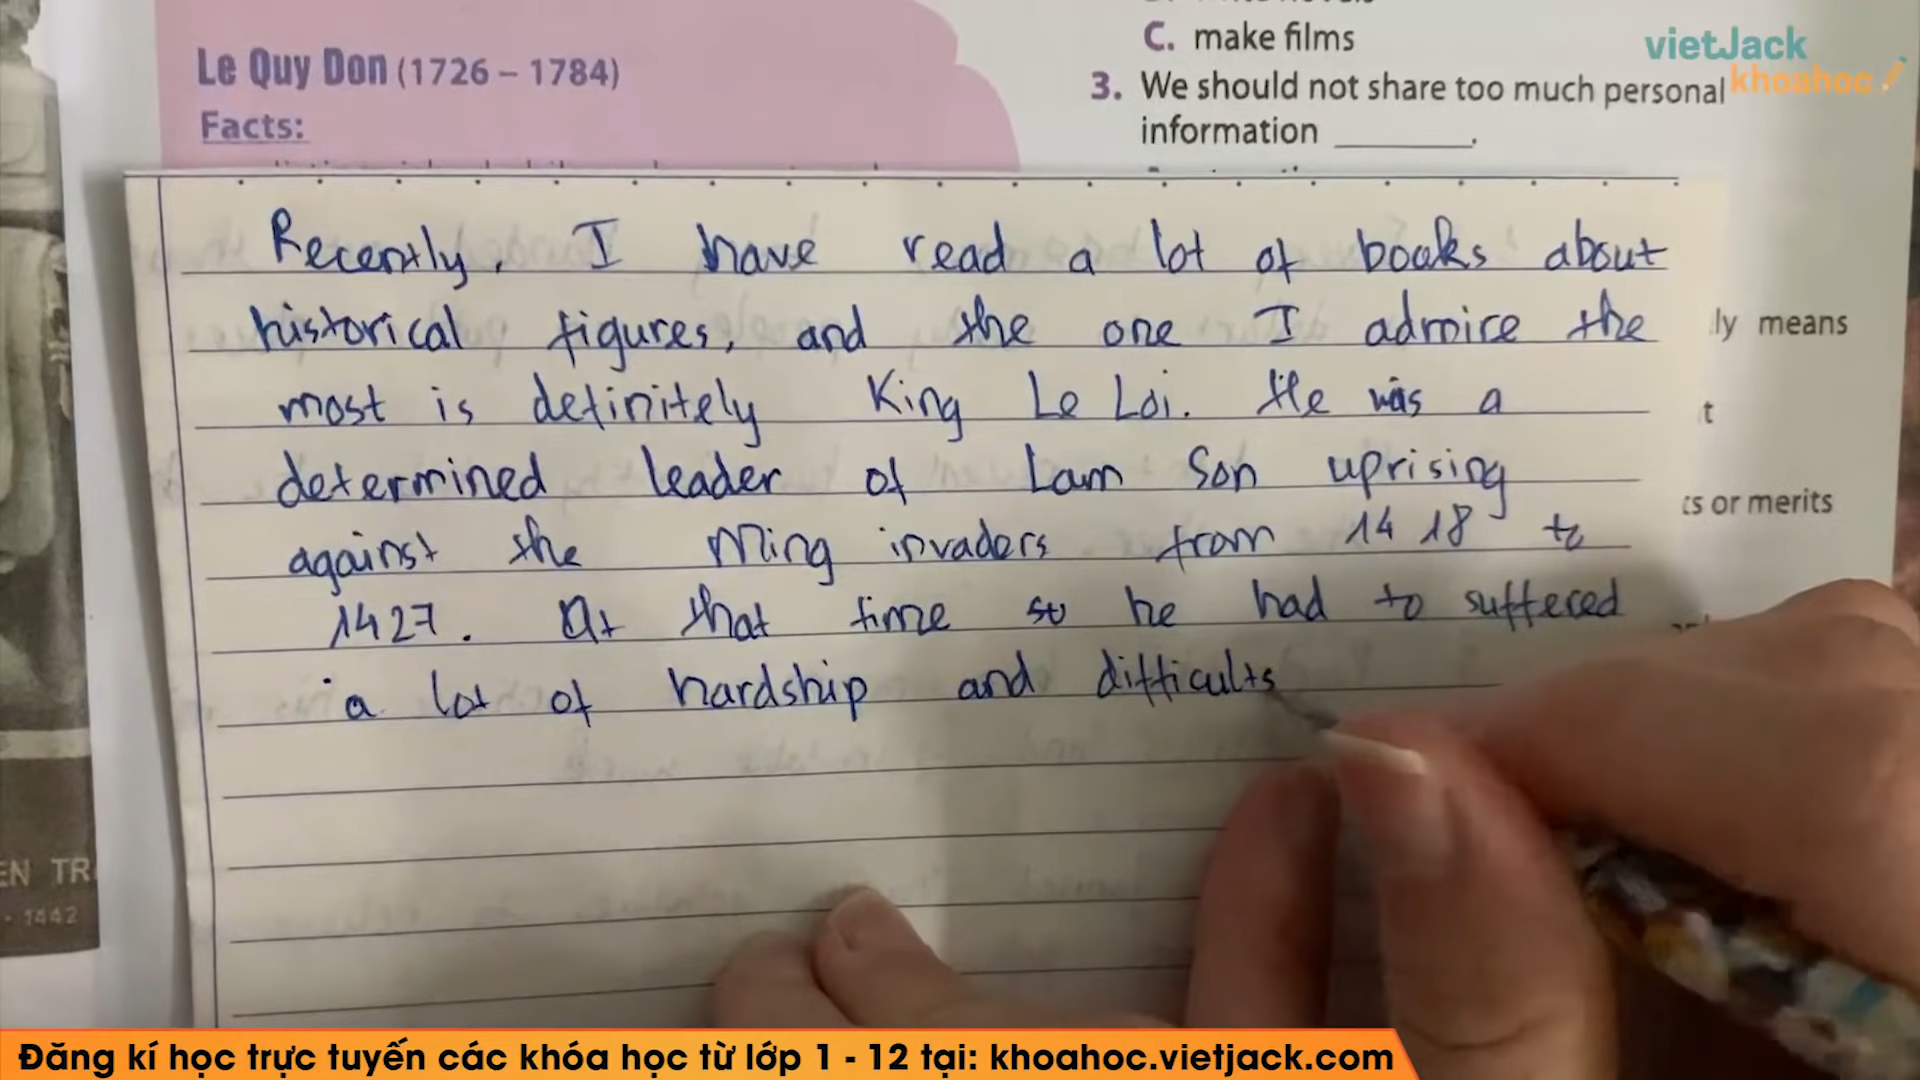 C. make films
vietJack
khoahoc
Le Quy Don (1726 – 1784)
Facts:
3. We should not share too much personal
information ________.
Recently, I have read a lot of books about
historical figures, and the one I admire the
most is definitely King Le Loi. He was a
determined leader of Lam Son uprising
against the Ming invaders from 1418 to
1427. At that time so he had to suffered
a lot of hardship and difficults
ly means
t
ts or merits
EN TR
- 1442
Đăng kí học trực tuyến các khóa học từ lớp 1 - 12 tại: khoahoc.vietjack.com